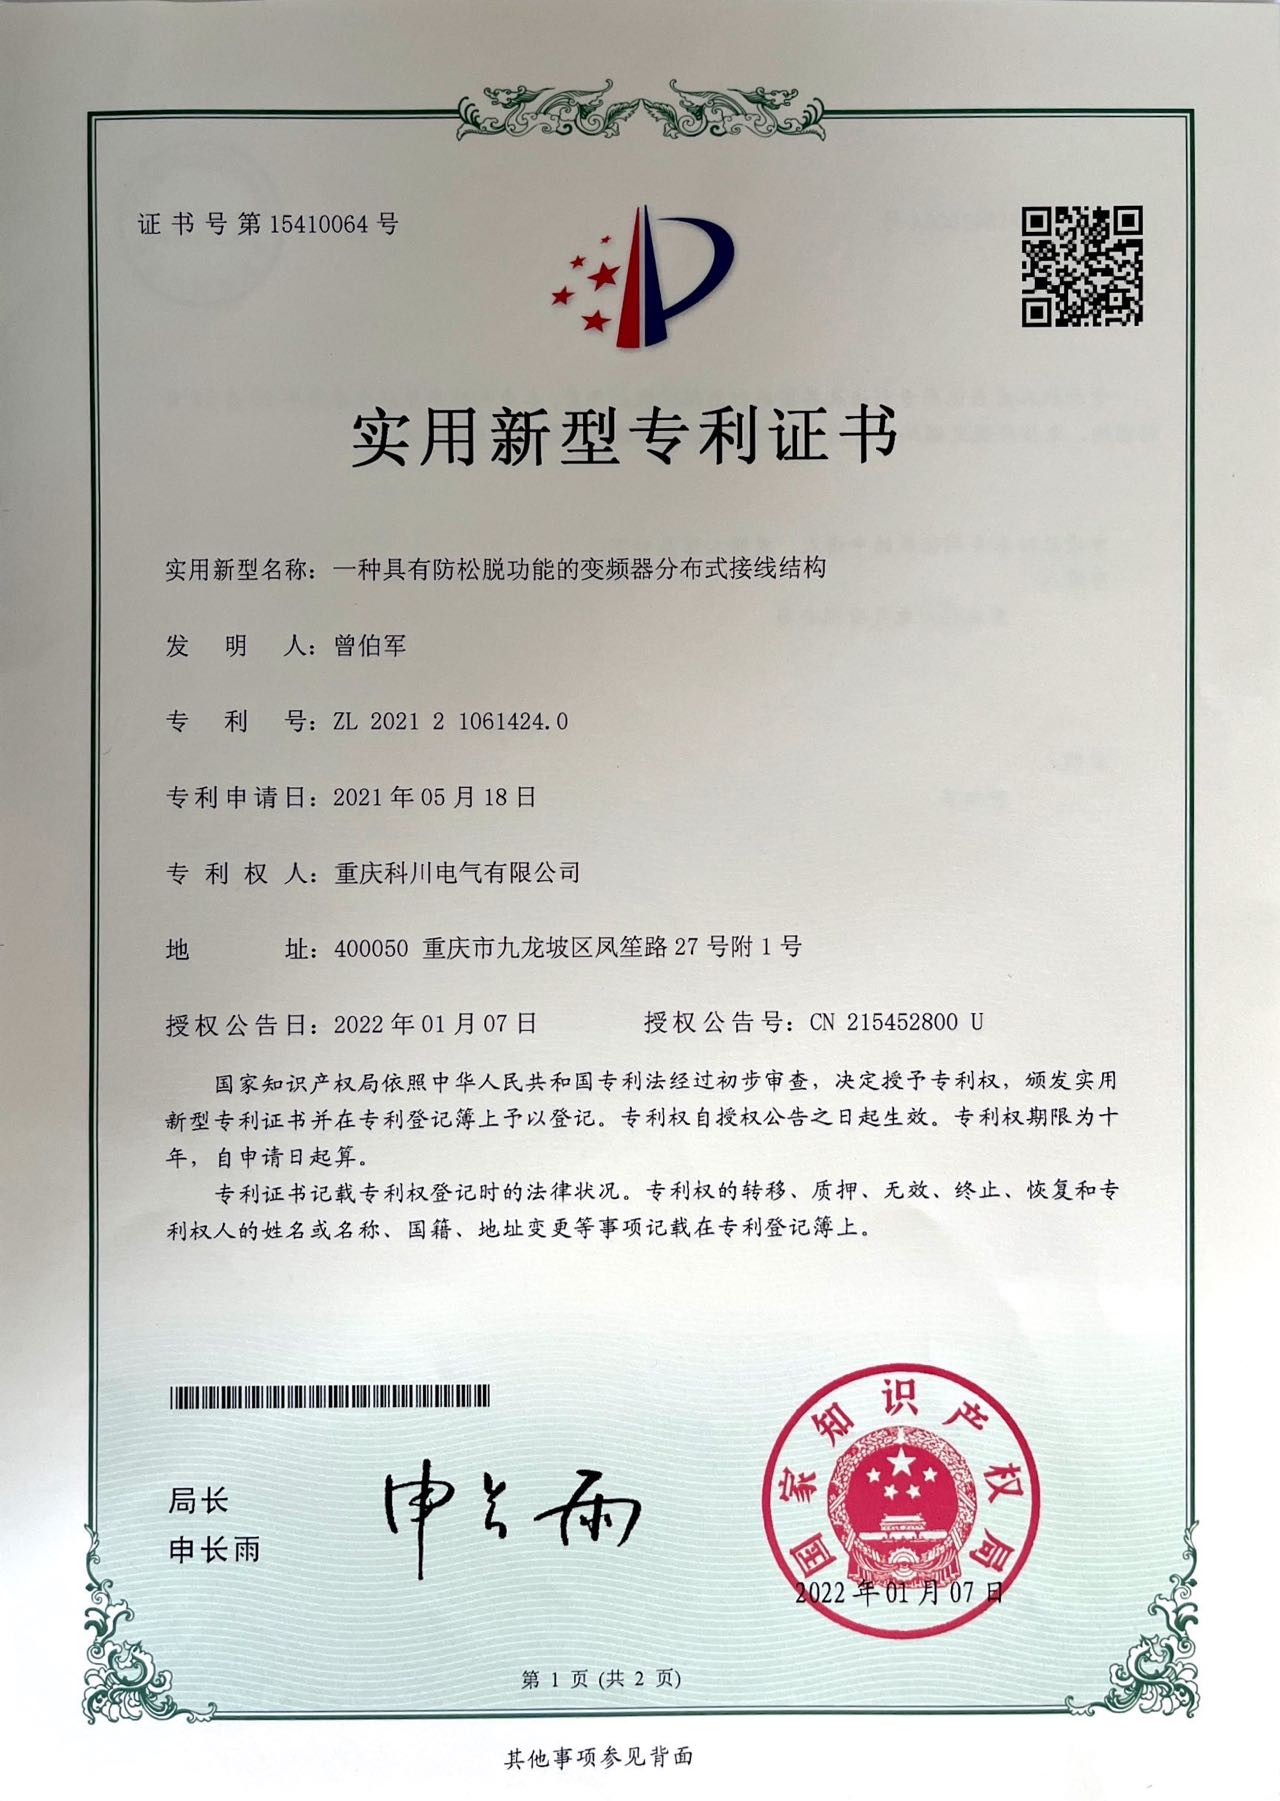 证书号第15410064号
实用新型专利证书
实用新型名称：一种具有防松脱功能的变频器分布式接线结构
发明人：曾伯军
专利号：ZL 2021 2 1061424.0
专利申请日：2021年05月18日
专利权人：重庆科川电气有限公司
地址：400050 重庆市九龙坡区凤笙路27号附1号
授权公告日：2022年01月07日 授权公告号：CN 215452800 U
国家知识产权局依照中华人民共和国专利法经过初步审查，决定授予专利权，颁发实用
新型专利证书并在专利登记簿上予以登记。专利权自授权公告之日起生效。专利权期限为十
年，自申请日起算。
专利证书记载专利权登记时的法律状况。专利权的转移、质押、无效、终止、恢复和专
利权人的姓名或名称、国籍、地址变更等事项记载在专利登记簿上。
局长
申长雨
申长雨
国家知识产权局
2022年01月07日
第 1 页 (共 2 页)
其他事项参见背面